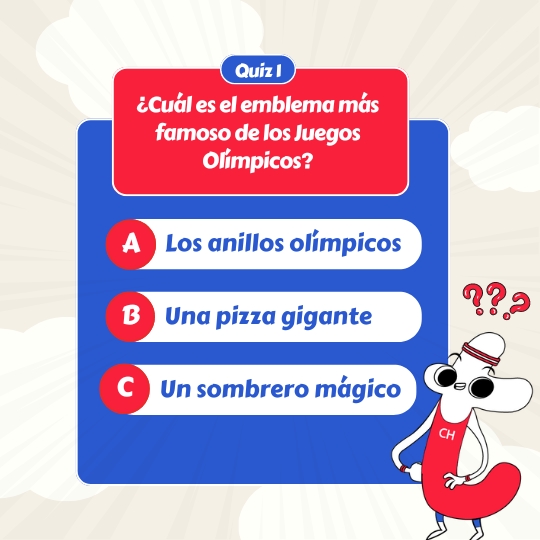 Quiz 1
¿Cuál es el emblema más
famoso de los Juegos
Olímpicos?
A Los anillos olímpicos
B Una pizza gigante
C Un sombrero mágico
???
CH